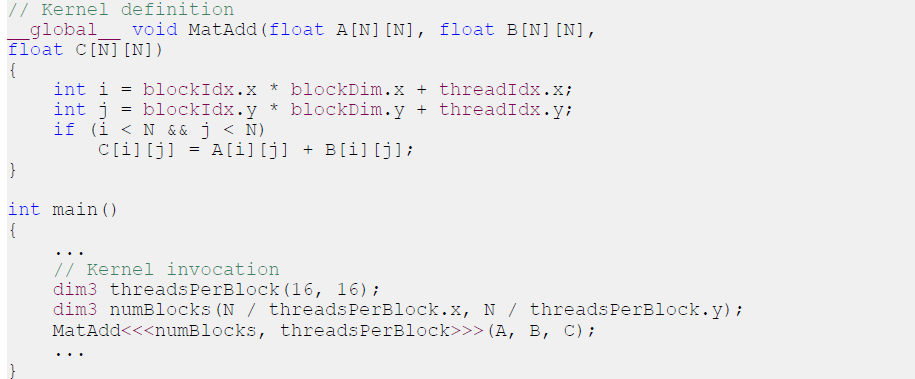 // Kernel definition
__global__ void MatAdd(float A[N][N], float B[N][N],
float C[N][N])
{
    int i = blockIdx.x * blockDim.x + threadIdx.x;
    int j = blockIdx.y * blockDim.y + threadIdx.y;
    if (i < N && j < N)
        C[i][j] = A[i][j] + B[i][j];
}

int main()
{
    ...
    // Kernel invocation
    dim3 threadsPerBlock(16, 16);
    dim3 numBlocks(N / threadsPerBlock.x, N / threadsPerBlock.y);
    MatAdd<<<numBlocks, threadsPerBlock>>>(A, B, C);
    ...
}